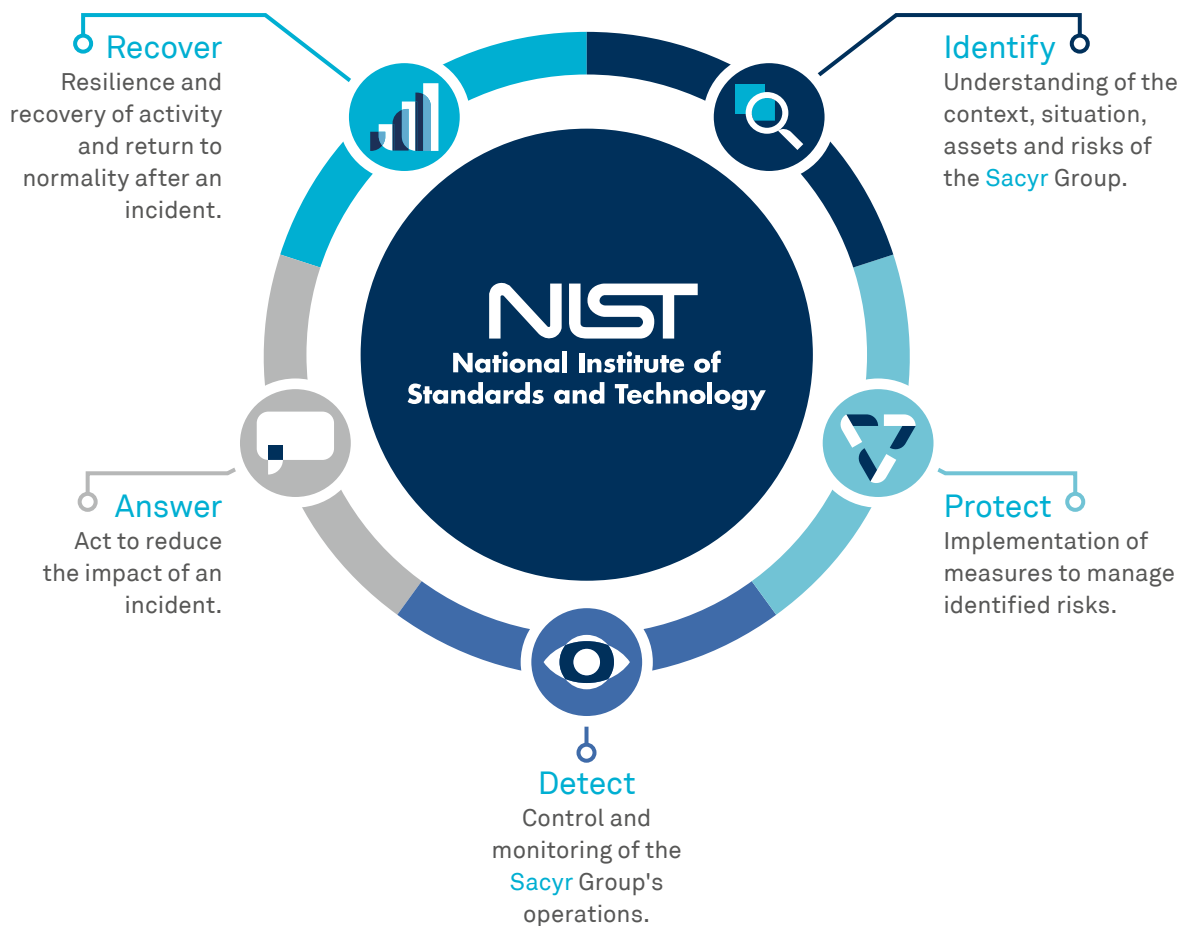 Recover
Resilience and
recovery of activity
and return to
normality after an
incident.
Identify
Understanding of the
context, situation,
assets and risks of
the Sacyr Group.
NIST
National Institute of
Standards and Technology
Answer
Act to reduce
the impact of an
incident.
Protect
Implementation of
measures to manage
identified risks.
Detect
Control and
monitoring of the
Sacyr Group's
operations.